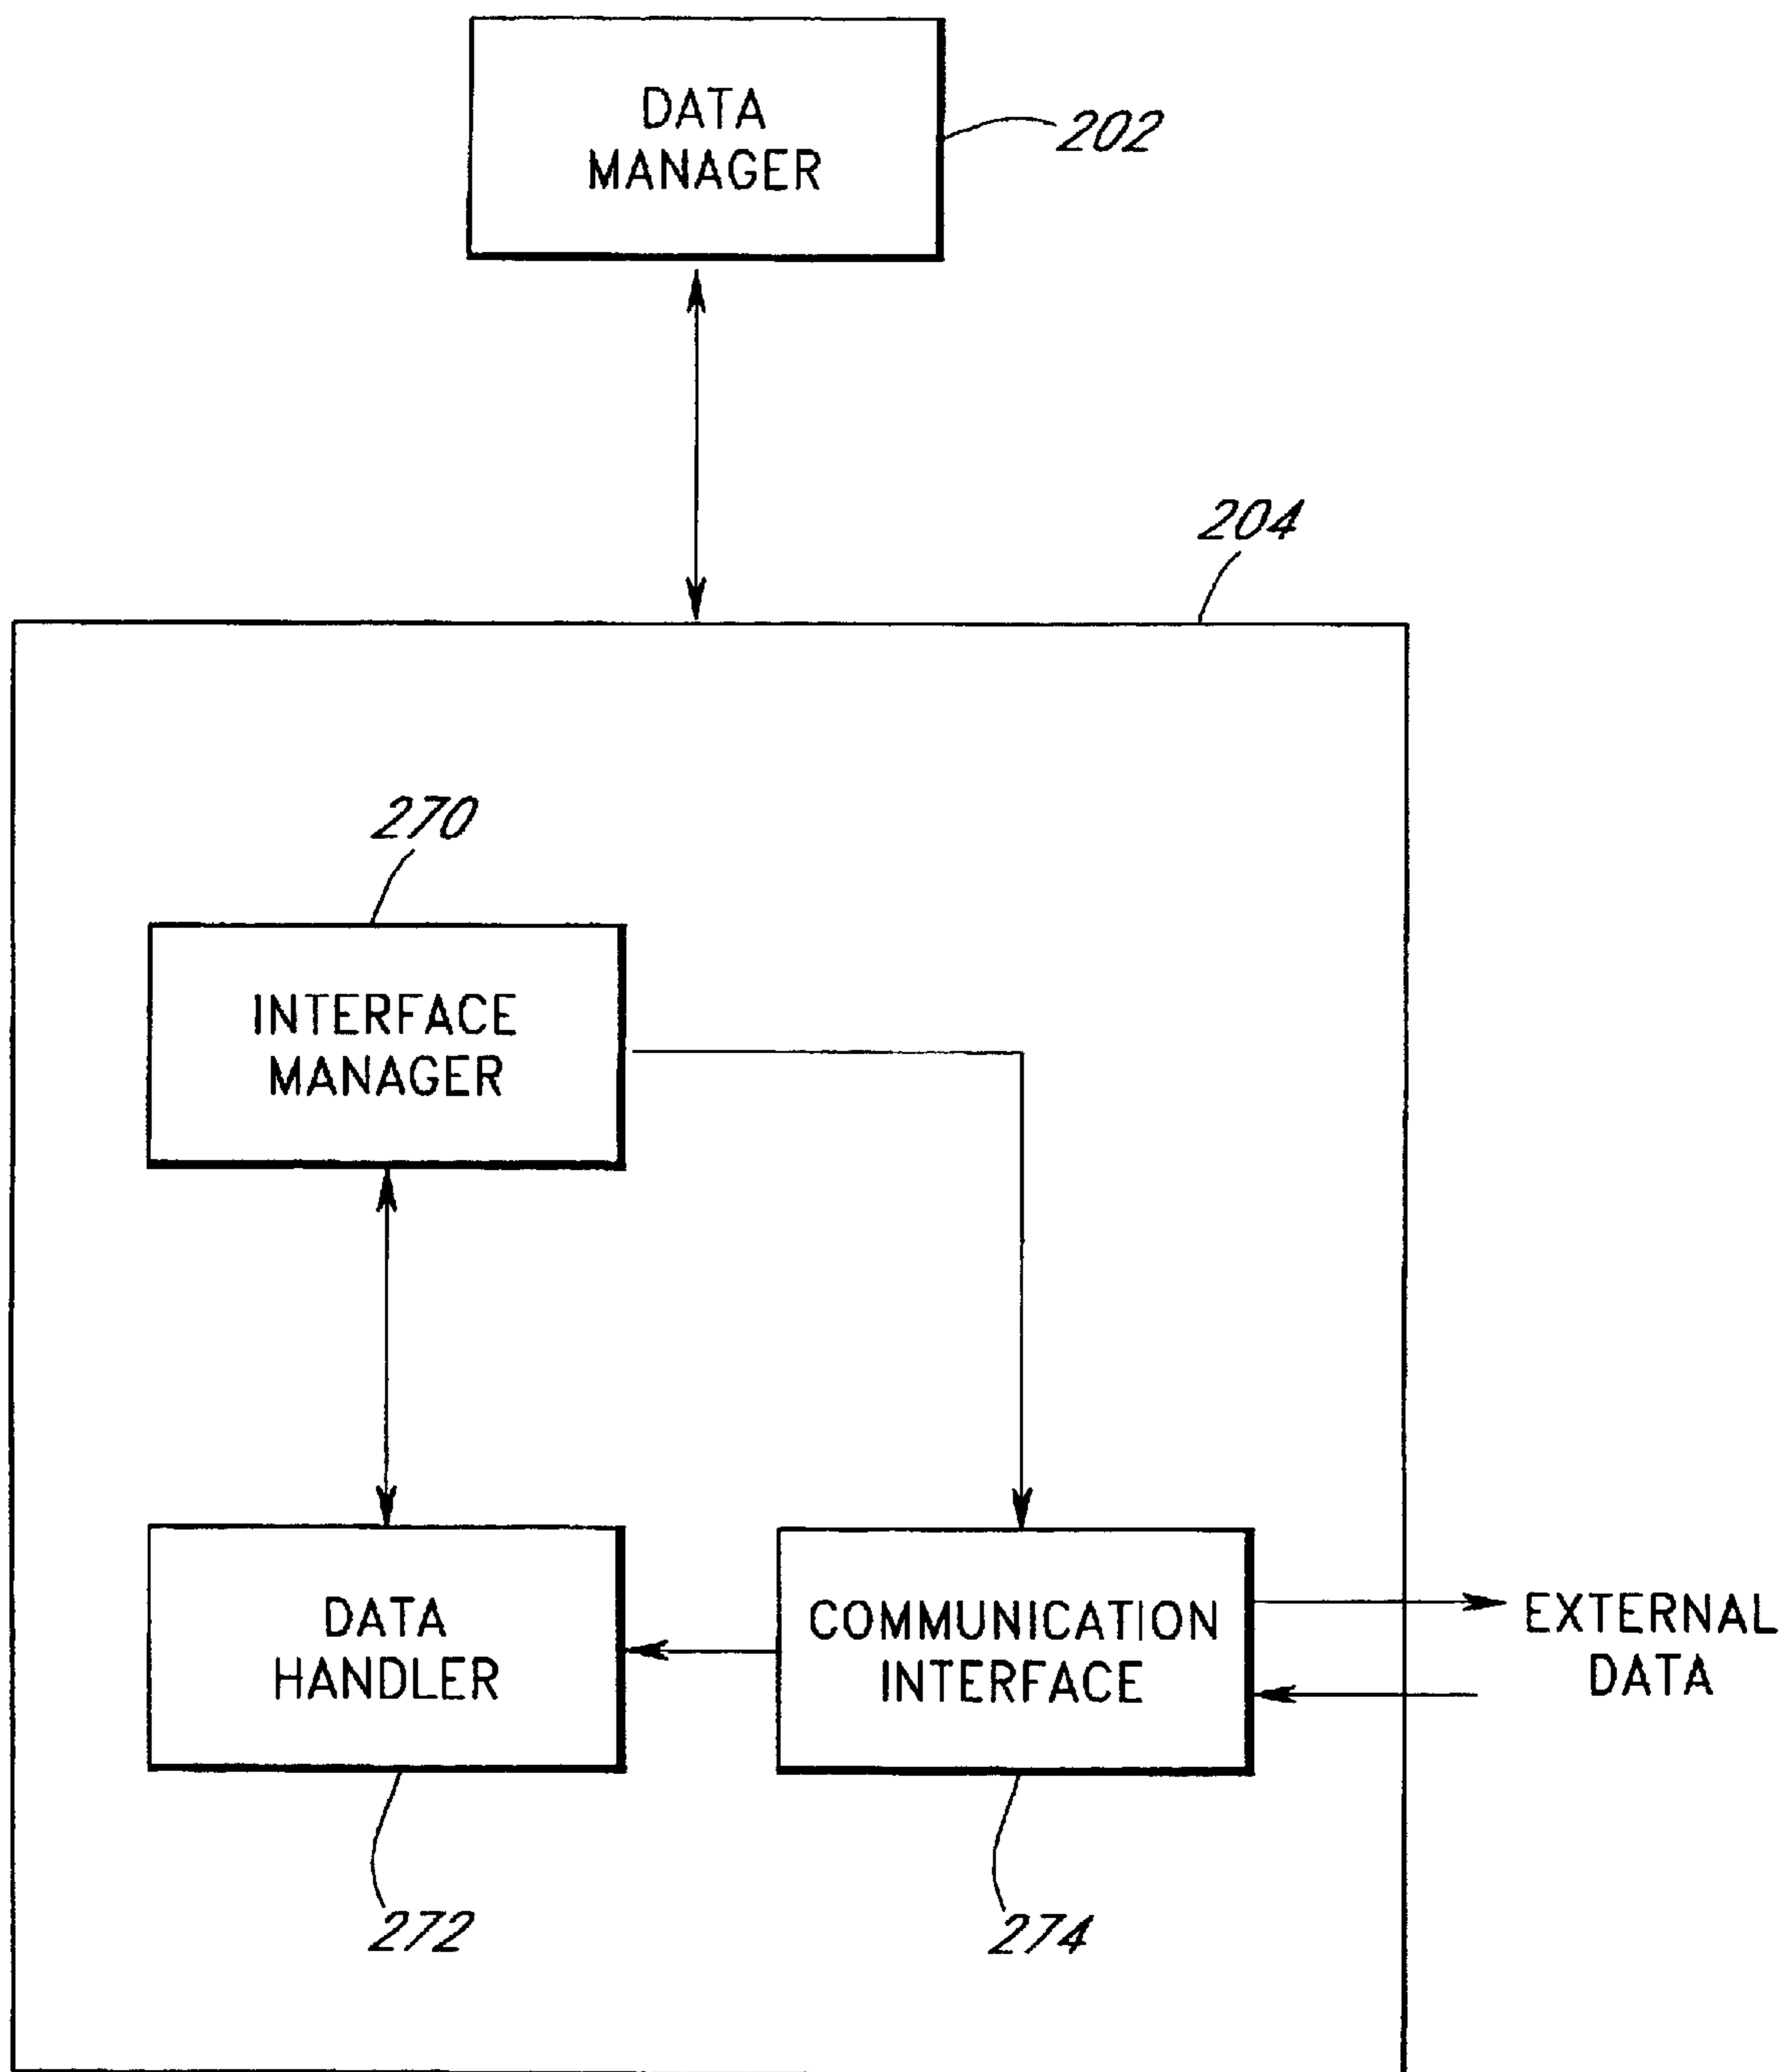 DATA
MANAGER
202
204
270
INTERFACE
MANAGER
DATA
HANDLER
COMMUNICATION
INTERFACE
EXTERNAL
DATA
272
274